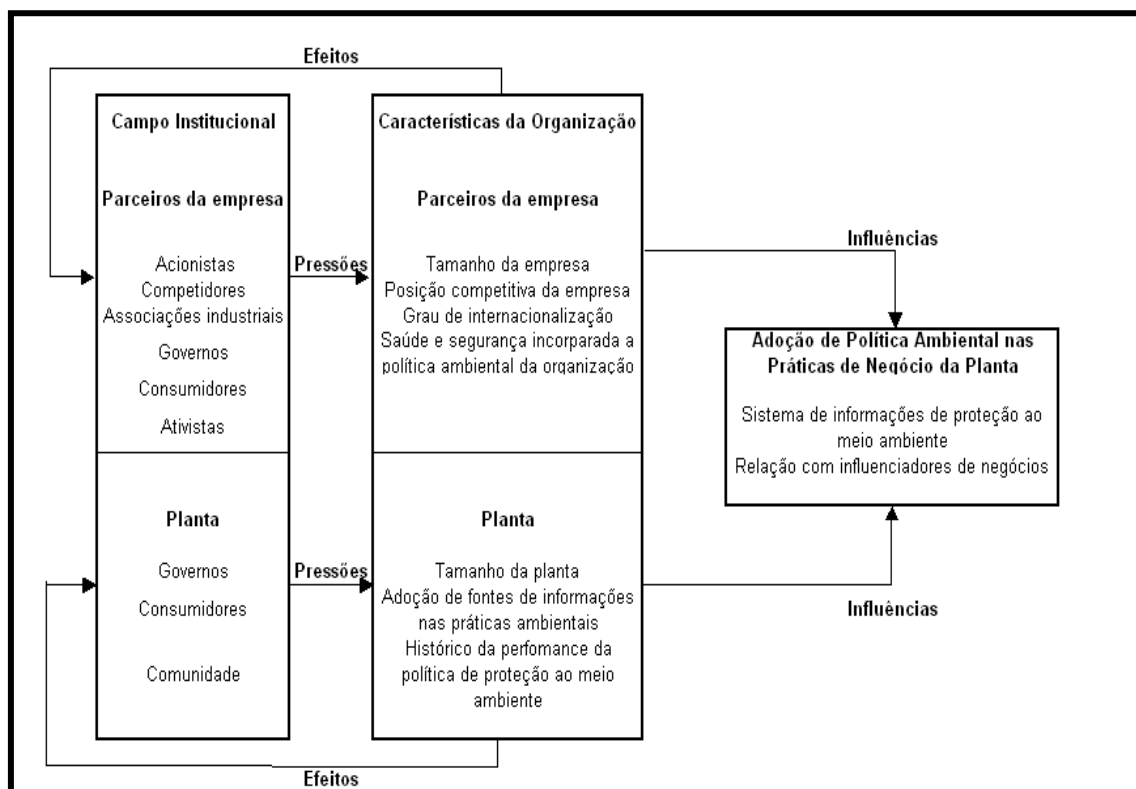 Efeitos
Campo Institucional
Parceiros da empresa
Acionistas
Competidores
Associações industriais
Governos
Consumidores
Ativistas
Pressões
Características da Organização
Parceiros da empresa
Tamanho da empresa
Posição competitiva da empresa
Grau de internacionalização
Saúde e segurança incorparada a
política ambiental da organização
Influências
Adoção de Política Ambiental nas
Práticas de Negócio da Planta
Sistema de informações de proteção ao
meio ambiente
Relação com influenciadores de negócios
Planta
Governos
Consumidores
Comunidade
Pressões
Planta
Tamanho da planta
Adoção de fontes de informações
nas práticas ambientais
Histórico da perfomance da
política de proteção ao meio
ambiente
Influências
Efeitos